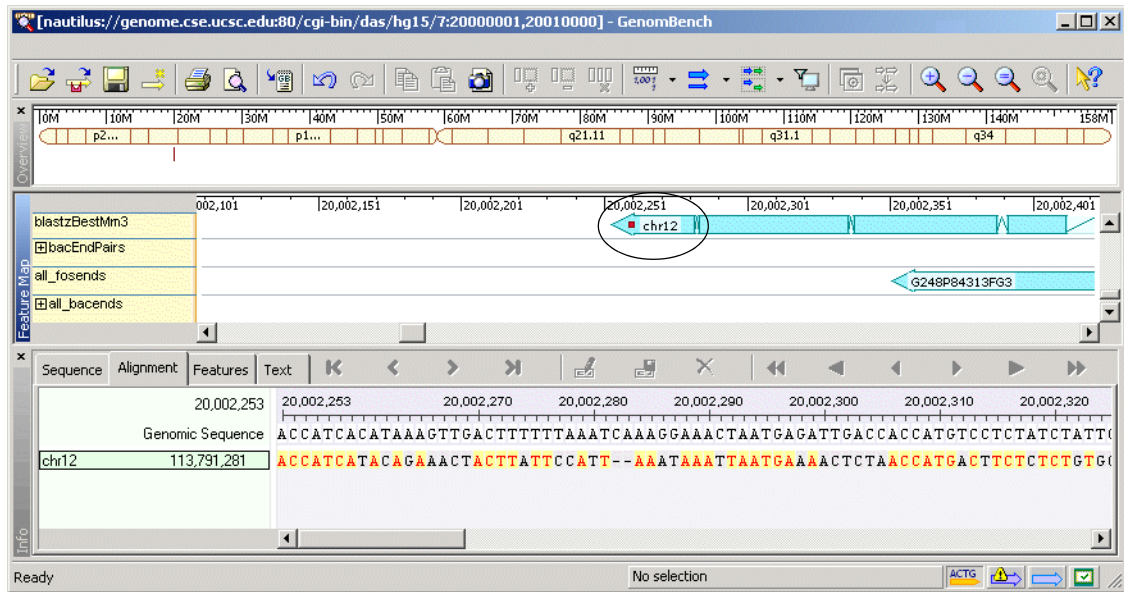 [nautilus://genome.cse.ucsc.edu:80/cgi-bin/das/hg15/7:20000001,20010000] - GenomBench
Overview
0M 10M 20M 30M 40M 50M 60M 70M 80M 90M 100M 110M 120M 130M 140M 158M
p2... p1... q21.11 q31.1 q34
Feature Map
002,101 20,002,151 20,002,201 20,002,251 20,002,301 20,002,351 20,002,401
blastzBestMm3 chr12
bacEndPairs
all_fosends G248P84313FG3
all_bacends
Info
Sequence Alignment Features Text
20,002,253 20,002,253 20,002,270 20,002,280 20,002,290 20,002,300 20,002,310 20,002,320
Genomic Sequence ACCATCACATAAAGTTGACTTTTTTAAATCAAAGGAAACTAATGAGATTGACCACCATGTCCTCTATCTATT
chr12 113,791,281 ACCATCATACAGAAACTACTTATTCCATT--AAATAAATTAATGAAAACTCTAACCATGACTTCTCTCTGTG
Ready No selection ACTG